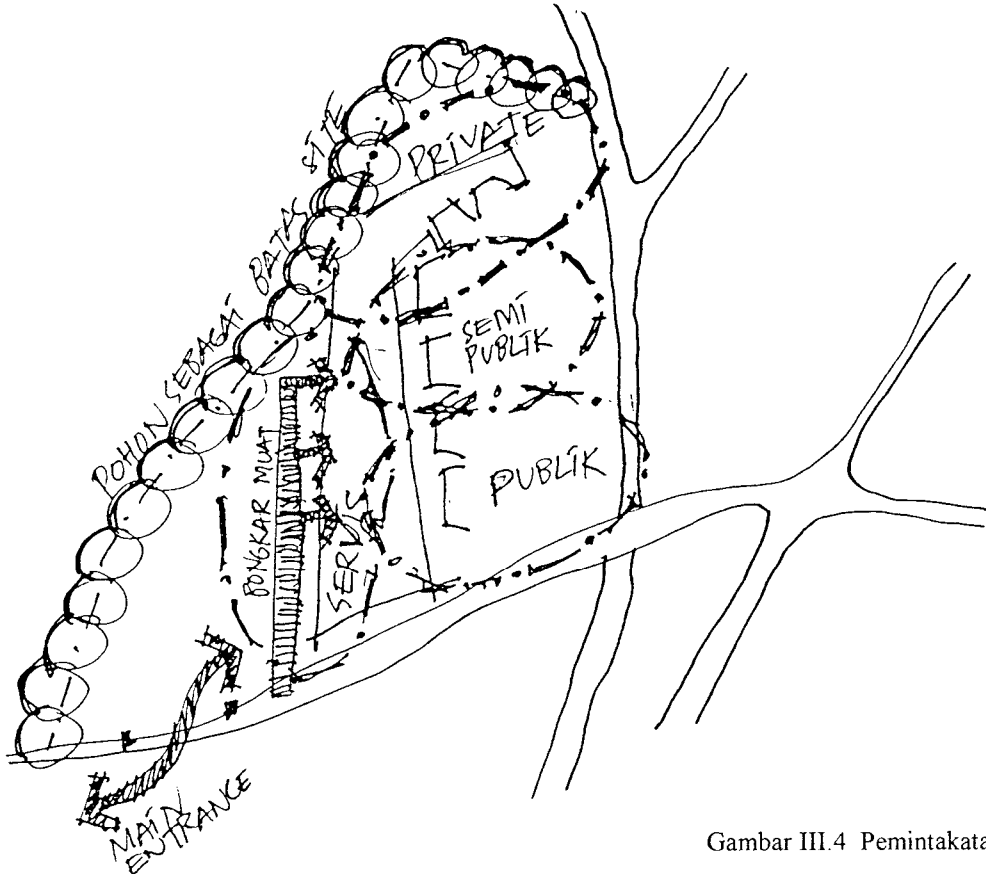 POHON SEBAGAI BATAS SITE
PRIVATE
SEMI
PUBLIK
PUBLIK
BONGKAR MUAT
SERVIS
MAIN
ENTRANCE
Gambar III.4 Pemintakata